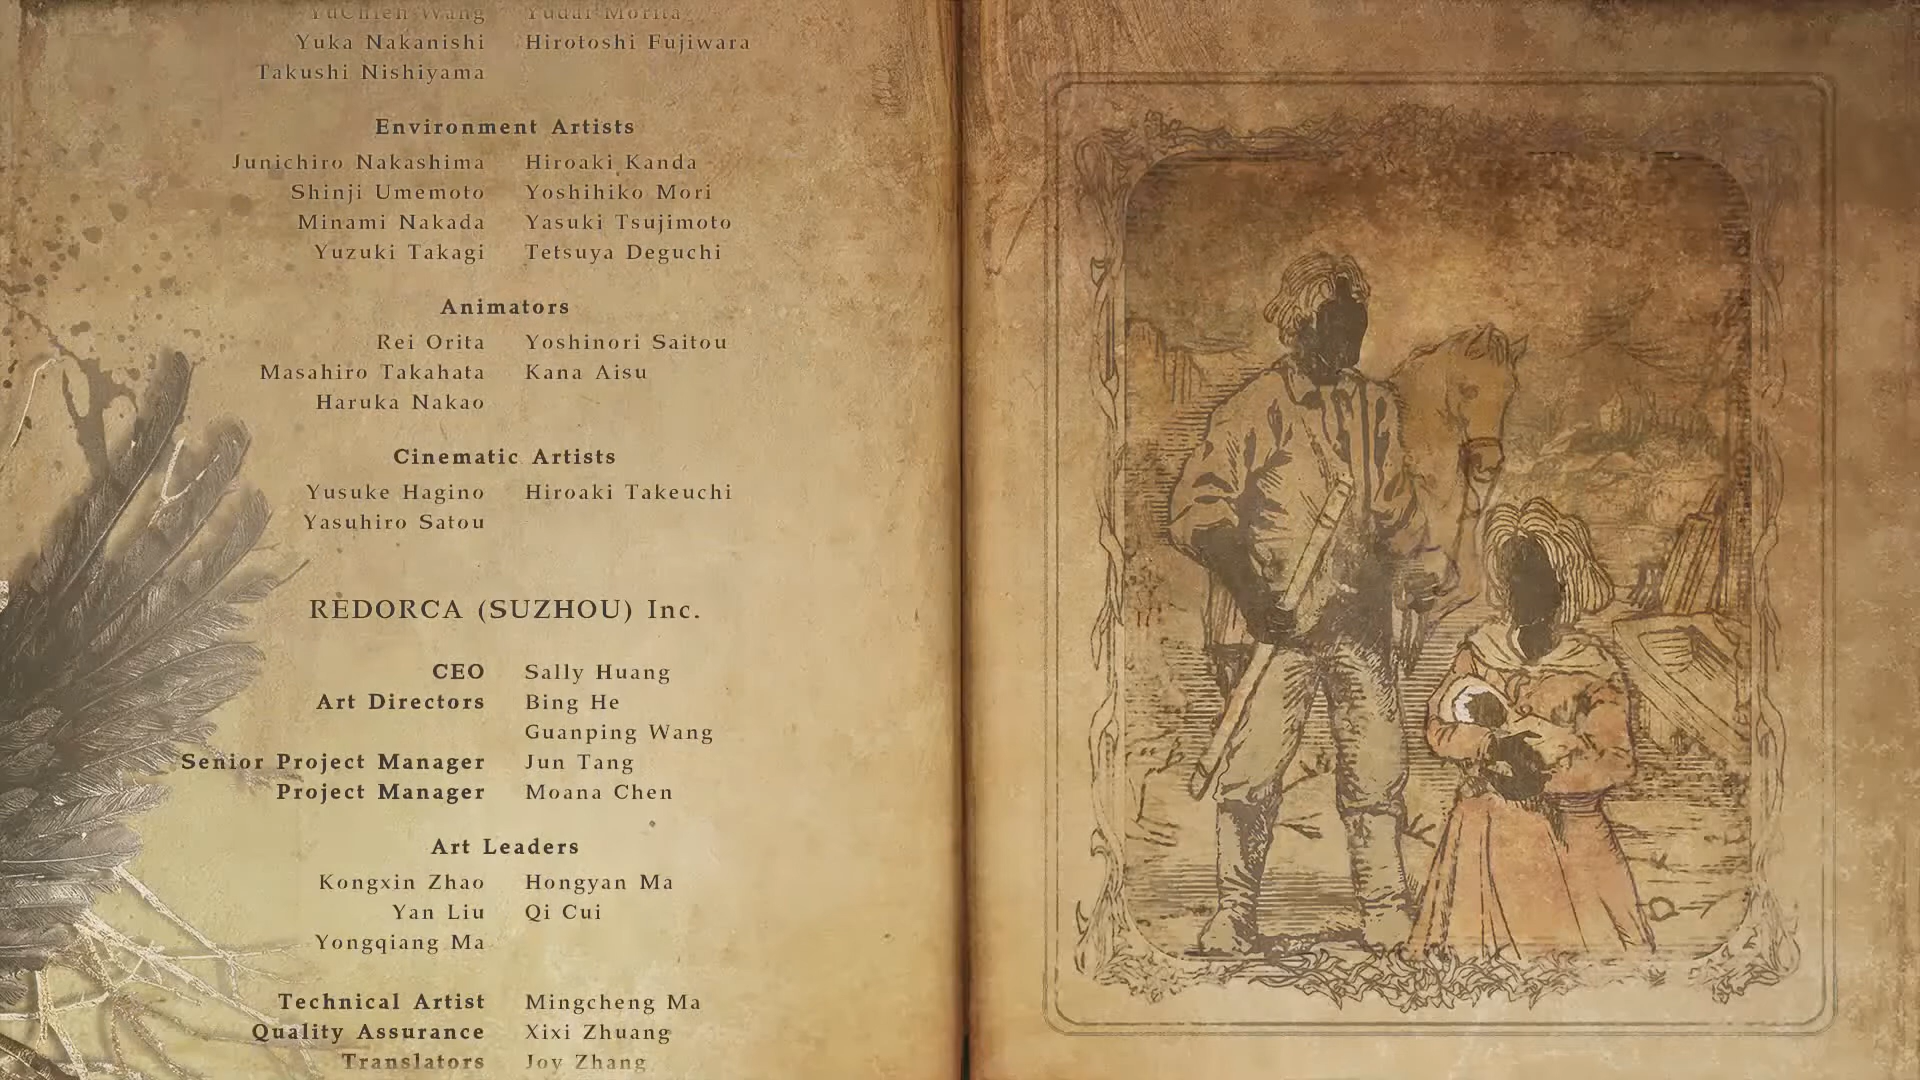 YuChien Wang Yudai Morita
Yuka Nakanishi Hirotoshi Fujiwara
Takushi Nishiyama
Environment Artists
Junichiro Nakashima Hiroaki Kanda
Shinji Umemoto Yoshihiko Mori
Minami Nakada Yasuki Tsujimoto
Yuzuki Takagi Tetsuya Deguchi
Animators
Rei Orita Yoshinori Saitou
Masahiro Takahata Kana Aisu
Haruka Nakao
Cinematic Artists
Yusuke Hagino Hiroaki Takeuchi
Yasuhiro Satou
REDORCA (SUZHOU) Inc.
CEO Sally Huang
Art Directors Bing He
Guanping Wang
Senior Project Manager Jun Tang
Project Manager Moana Chen
Art Leaders
Kongxin Zhao Hongyan Ma
Yan Liu Qi Cui
Yongqiang Ma
Technical Artist Mingcheng Ma
Quality Assurance Xixi Zhuang
Translators Joy Zhang